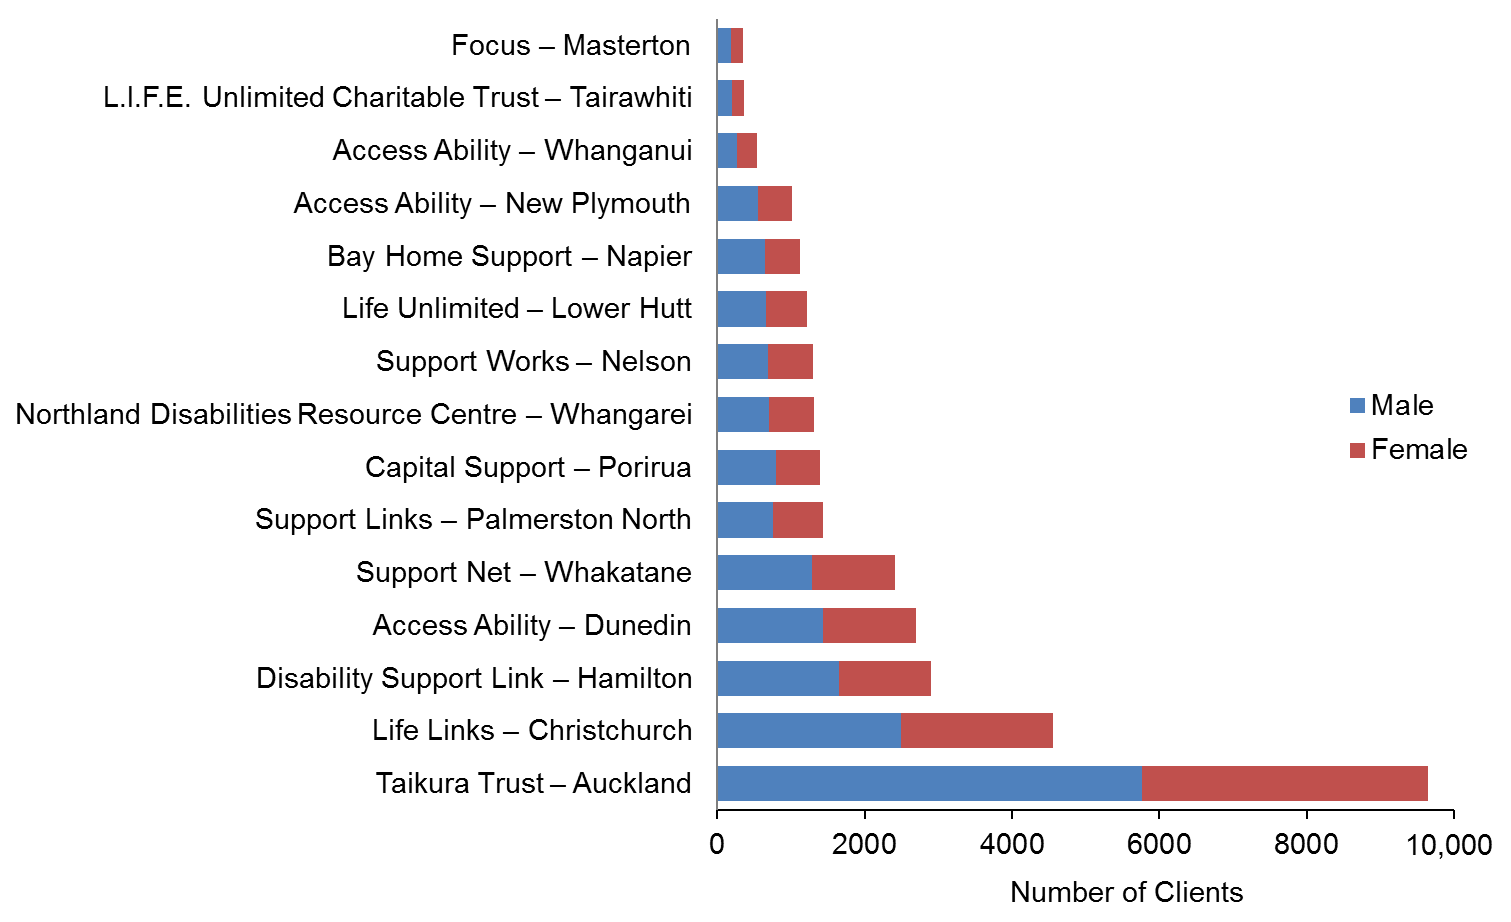 Focus – Masterton
L.I.F.E. Unlimited Charitable Trust – Tairawhiti
Access Ability – Whanganui
Access Ability – New Plymouth
Bay Home Support – Napier
Life Unlimited – Lower Hutt
Support Works – Nelson
Northland Disabilities Resource Centre – Whangarei
Capital Support – Porirua
Support Links – Palmerston North
Support Net – Whakatane
Access Ability – Dunedin
Disability Support Link – Hamilton
Life Links – Christchurch
Taikura Trust – Auckland
Male
Female
0 2000 4000 6000 8000 10,000
Number of Clients